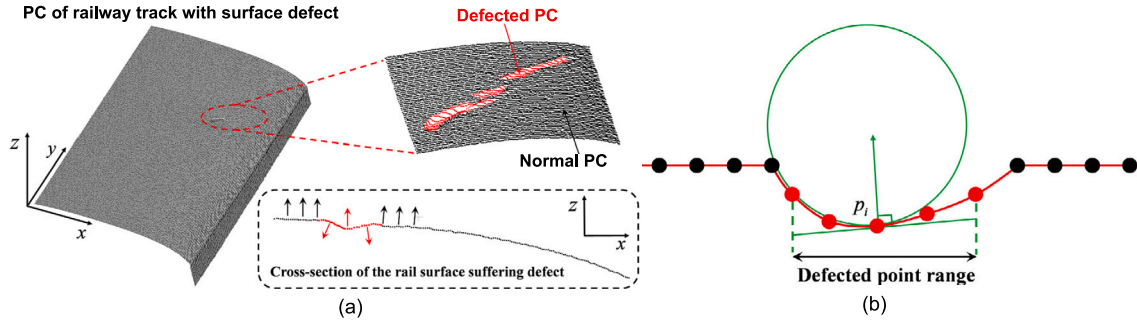 PC of railway track with surface defect
Defected PC
Normal PC
z
y
x
z
x
Cross-section of the rail surface suffering defect
(a)
p_i
Defected point range
(b)